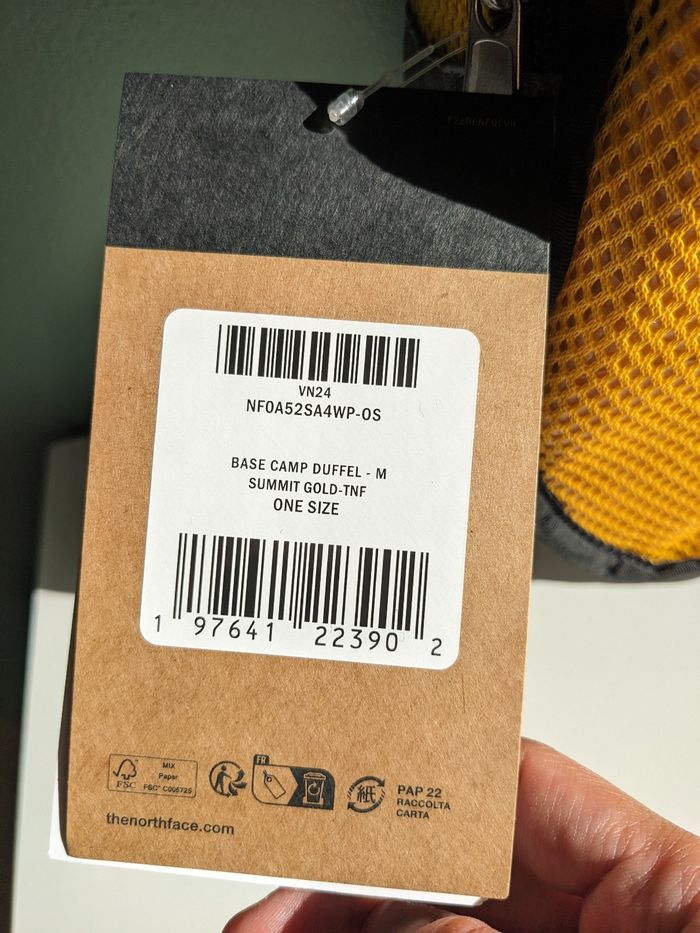 VN24
NF0A52SA4WP-OS
BASE CAMP DUFFEL - M
SUMMIT GOLD-TNF
ONE SIZE
1 97641 22390 2
FR
MIX
Paper
FSC
FSC® C005725
紙
PAP 22
RACCOLTA
CARTA
thenorthface.com